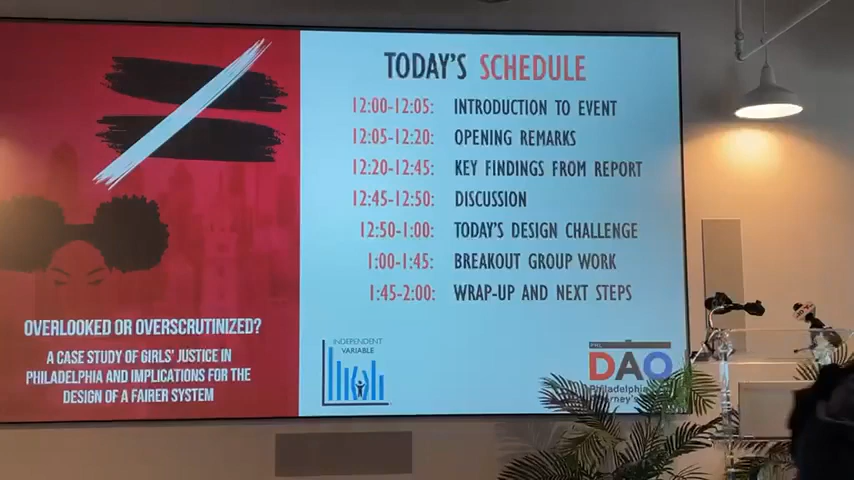 OVERLOOKED OR OVERSCRUTINIZED?
A CASE STUDY OF GIRLS' JUSTICE IN
PHILADELPHIA AND IMPLICATIONS FOR THE
DESIGN OF A FAIRER SYSTEM
TODAY'S SCHEDULE
12:00-12:05: INTRODUCTION TO EVENT
12:05-12:20: OPENING REMARKS
12:20-12:45: KEY FINDINGS FROM REPORT
12:45-12:50: DISCUSSION
12:50-1:00: TODAY'S DESIGN CHALLENGE
1:00-1:45: BREAKOUT GROUP WORK
1:45-2:00: WRAP-UP AND NEXT STEPS
INDEPENDENT
VARIABLE
PHL
DAO
Philadelphia